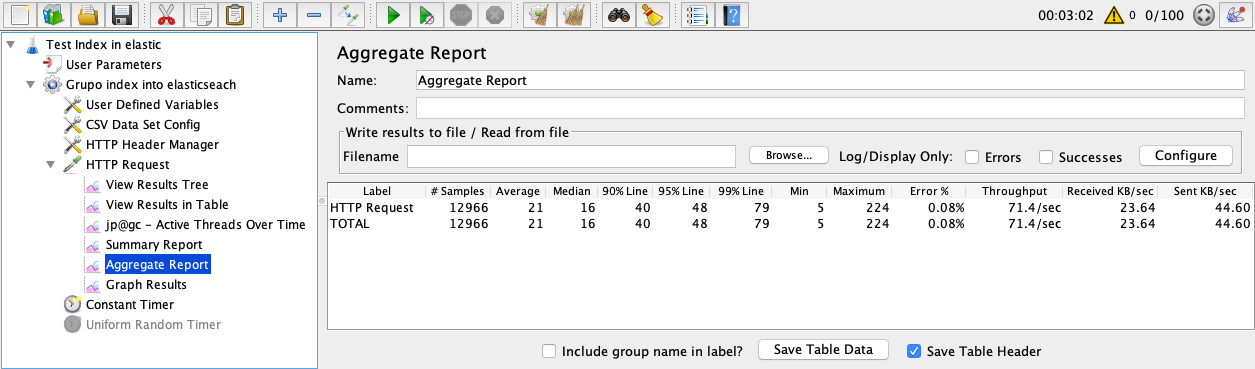 00:03:02 0 0/100
Test Index in elastic
User Parameters
Grupo index into elasticseach
User Defined Variables
CSV Data Set Config
HTTP Header Manager
HTTP Request
View Results Tree
View Results in Table
jp@gc - Active Threads Over Time
Summary Report
Aggregate Report
Graph Results
Constant Timer
Uniform Random Timer
Aggregate Report
Name: Aggregate Report
Comments:
Write results to file / Read from file
Filename Browse... Log/Display Only: Errors Successes Configure
Label # Samples Average Median 90% Line 95% Line 99% Line Min Maximum Error % Throughput Received KB/sec Sent KB/sec
HTTP Request 12966 21 16 40 48 79 5 224 0.08% 71.4/sec 23.64 44.60
TOTAL 12966 21 16 40 48 79 5 224 0.08% 71.4/sec 23.64 44.60
Include group name in label? Save Table Data Save Table Header